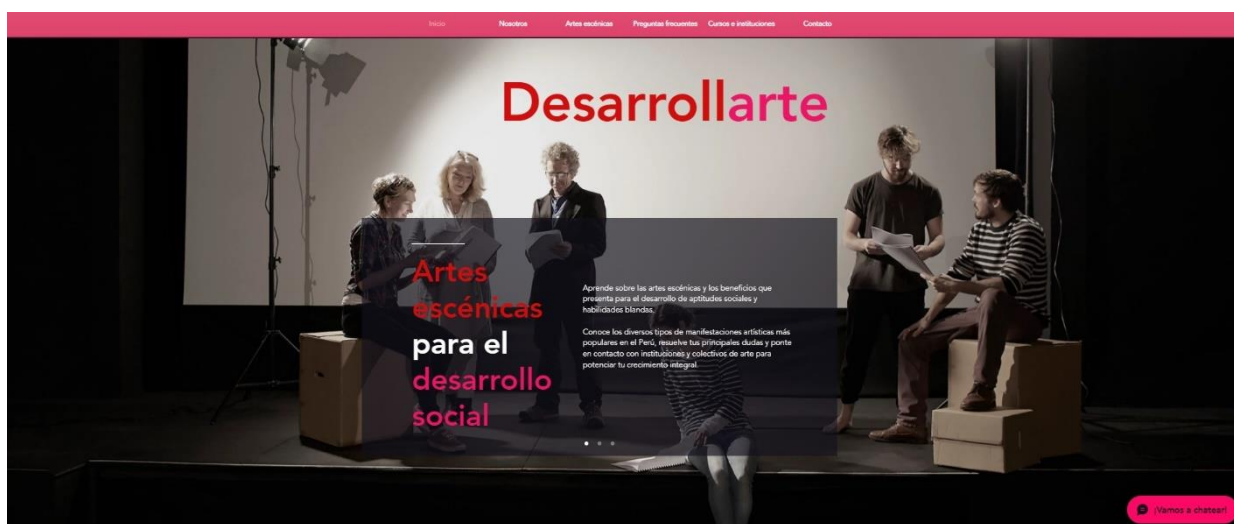 Inicio Nosotros Artes escénicas Preguntas frecuentes Cursos e instituciones Contacto
Desarrollarte
Artes
escénicas
para el
desarrollo
social
Aprende sobre las artes escénicas y los beneficios que
presenta para el desarrollo de aptitudes sociales y
habilidades blandas.
Conoce los diversos tipos de manifestaciones artísticas más
populares en el Perú, resuelve tus principales dudas y ponte
en contacto con instituciones y colectivos de arte para
potenciar tu crecimiento integral.
¡Vamos a chatear!